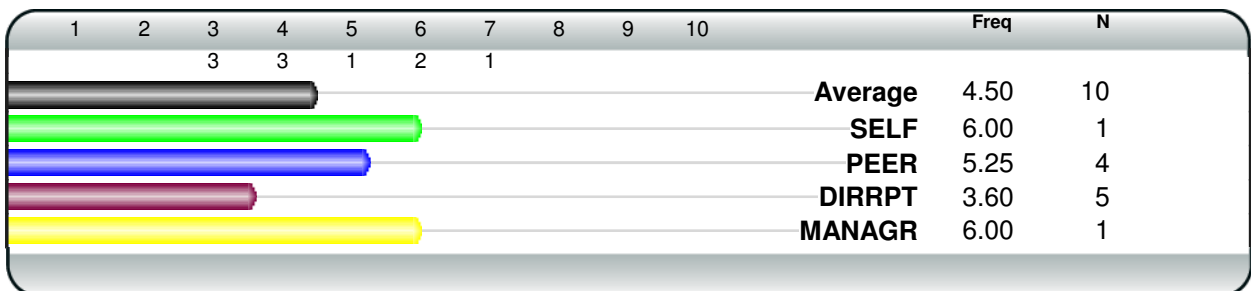 1 2 3 4 5 6 7 8 9 10 Freq N
3 3 1 2 1
Average 4.50 10
SELF 6.00 1
PEER 5.25 4
DIRRPT 3.60 5
MANAGR 6.00 1